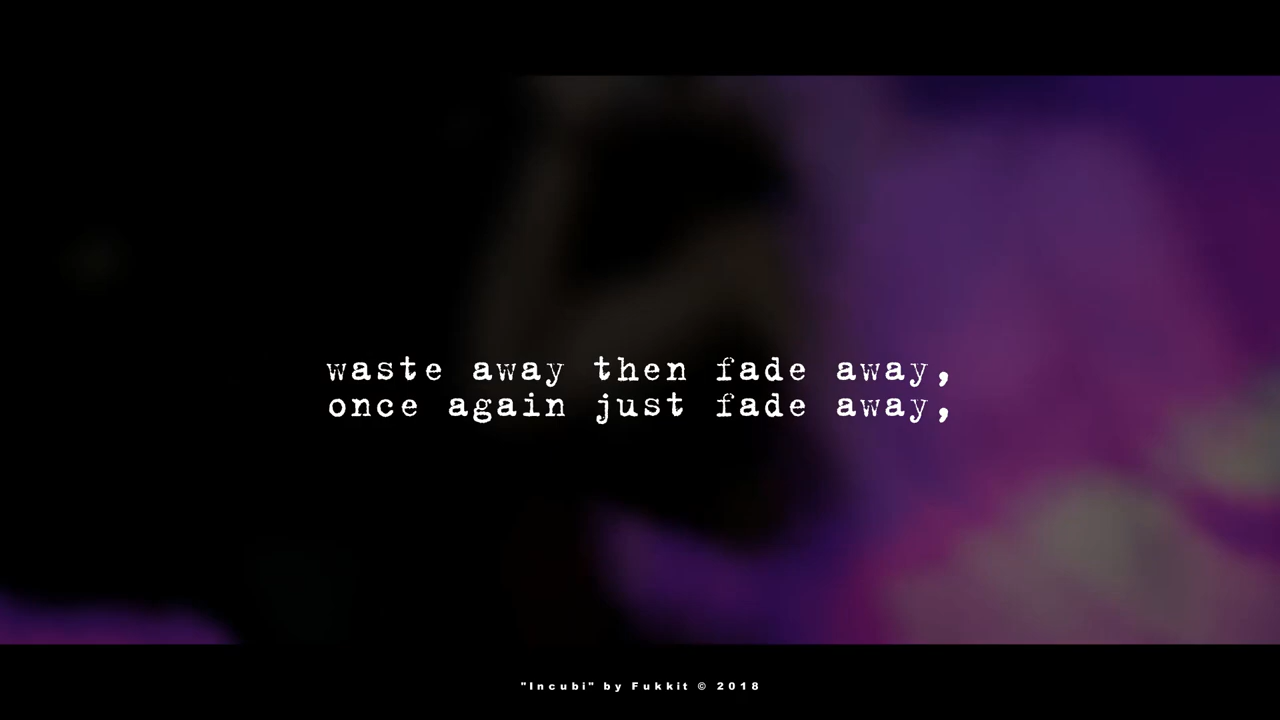 waste away then fade away,
once again just fade away,
"Incubi" by Fukkit © 2018